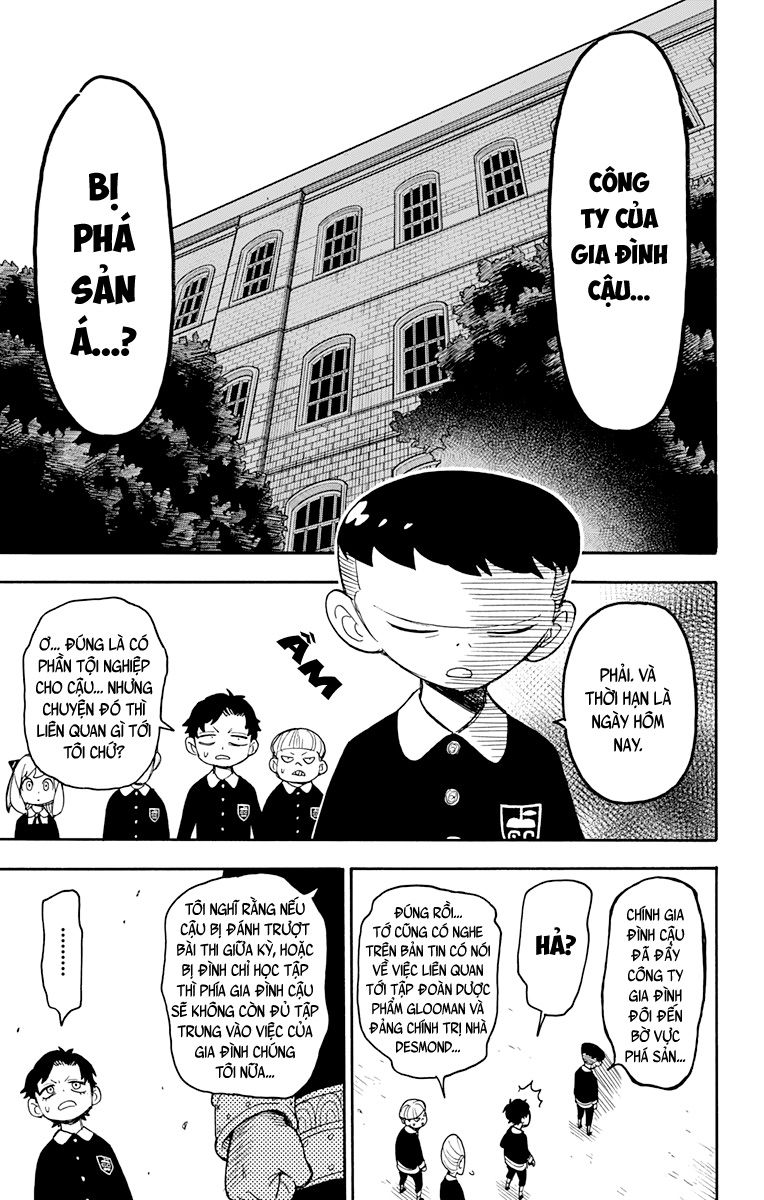 CÔNG
TY CỦA
GIA ĐÌNH
CẬU...
BỊ
PHÁ
SẢN
Á...?
PHẢI. VÀ
THỜI HẠN LÀ
NGÀY HÔM
NAY.
ẦM
Ơ... ĐÚNG LÀ CÓ
PHẦN TỘI NGHIỆP
CHO CẬU... NHƯNG
CHUYỆN ĐÓ THÌ
LIÊN QUAN GÌ TỚI
TÔI CHỨ?
CHÍNH GIA
ĐÌNH CẬU
ĐÃ ĐẨY
CÔNG TY
GIA ĐÌNH
ĐÔI ĐẾN
BỜ VỰC
PHÁ SẢN...
HẢ?
ĐÚNG RỒI...
TỚ CŨNG CÓ NGHE
TRÊN BẢN TIN CÓ NÓI
VỀ VIỆC LIÊN QUAN
TỚI TẬP ĐOÀN DƯỢC
PHẨM GLOOMAN VÀ
ĐẢNG CHÍNH TRỊ NHÀ
DESMOND...
TÔI NGHĨ RẰNG NẾU
CẬU BỊ ĐÁNH TRƯỢT
BÀI THI GIỮA KỲ, HOẶC
BỊ ĐÌNH CHỈ HỌC TẬP
THÌ PHÍA GIA ĐÌNH CẬU
SẼ KHÔNG CÒN ĐỦ TẬP
TRUNG VÀO VIỆC CỦA
GIA ĐÌNH CHÚNG
TÔI NỮA...
.........